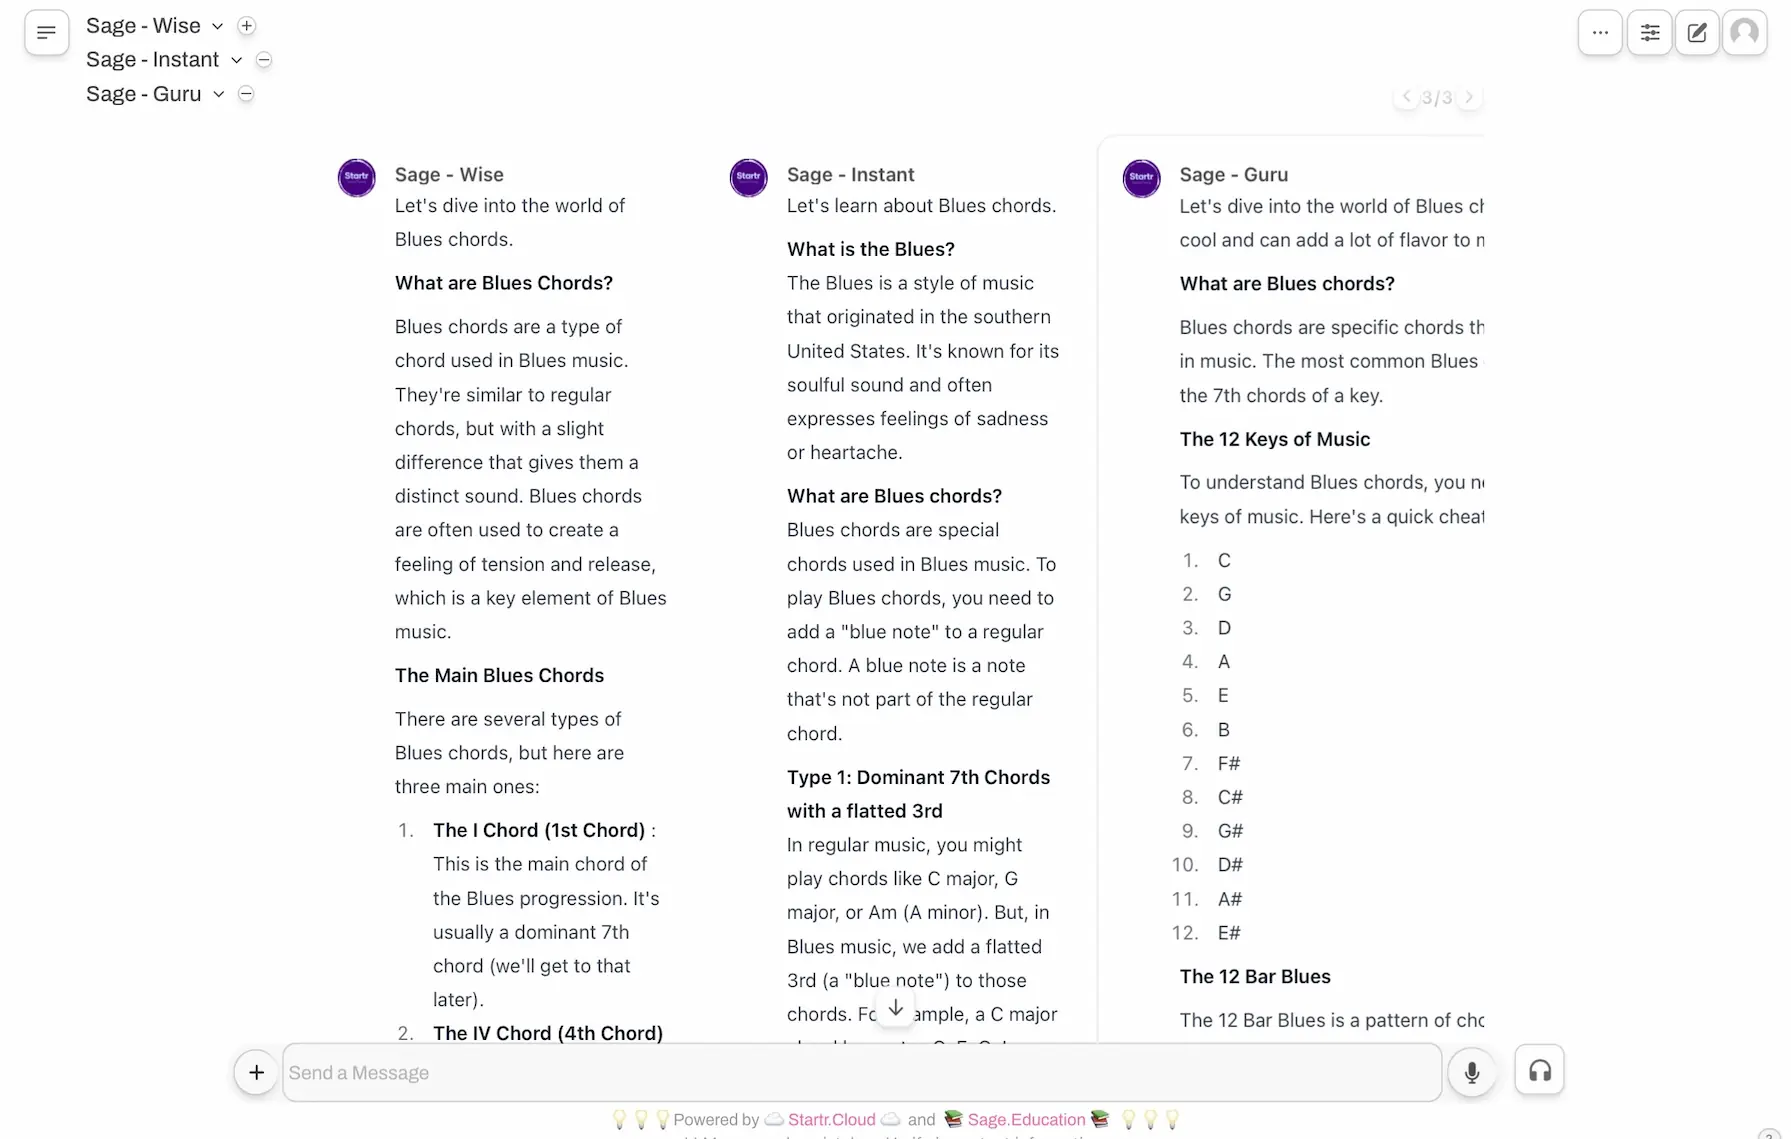 Sage - Wise
Sage - Instant
Sage - Guru
3/3
Startr
Sage - Wise
Let's dive into the world of
Blues chords.
What are Blues Chords?
Blues chords are a type of
chord used in Blues music.
They're similar to regular
chords, but with a slight
difference that gives them a
distinct sound. Blues chords
are often used to create a
feeling of tension and release,
which is a key element of Blues
music.
The Main Blues Chords
There are several types of
Blues chords, but here are
three main ones:
1. The I Chord (1st Chord) :
This is the main chord of
the Blues progression. It's
usually a dominant 7th
chord (we'll get to that
later).
2. The IV Chord (4th Chord)
Startr
Sage - Instant
Let's learn about Blues chords.
What is the Blues?
The Blues is a style of music
that originated in the southern
United States. It's known for its
soulful sound and often
expresses feelings of sadness
or heartache.
What are Blues chords?
Blues chords are special
chords used in Blues music. To
play Blues chords, you need to
add a "blue note" to a regular
chord. A blue note is a note
that's not part of the regular
chord.
Type 1: Dominant 7th Chords
with a flatted 3rd
In regular music, you might
play chords like C major, G
major, or Am (A minor). But, in
Blues music, we add a flatted
3rd (a "blue note") to those
chords. Fo ample, a C major
Startr
Sage - Guru
Let's dive into the world of Blues ch
cool and can add a lot of flavor to
What are Blues chords?
Blues chords are specific chords th
in music. The most common Blues
the 7th chords of a key.
The 12 Keys of Music
To understand Blues chords, you ne
keys of music. Here's a quick cheat
1. C
2. G
3. D
4. A
5. E
6. B
7. F#
8. C#
9. G#
10. D#
11. A#
12. E#
The 12 Bar Blues
The 12 Bar Blues is a pattern of cho
Send a Message
Powered by Startr.Cloud and Sage.Education